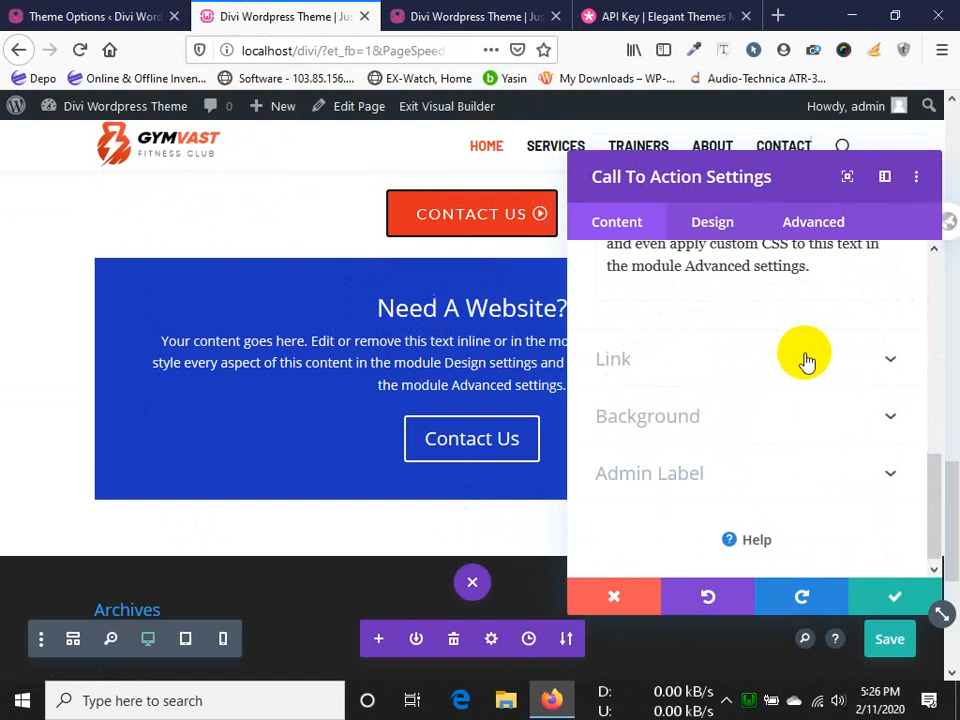 Theme Options ‹ Divi Word
Divi Wordpress Theme | Jus
Divi Wordpress Theme | Jus
API Key | Elegant Themes M
localhost/divi/?et_fb=1&PageSpeed
Depo
Online & Offline Inven...
Software - 103.85.156....
EX-Watch, Home
Yasin
My Downloads – WP-...
Audio-Technica ATR-3...
Divi Wordpress Theme
0
New
Edit Page
Exit Visual Builder
Howdy, admin
GYMVAST
FITNESS CLUB
HOME
SERVICES
TRAINERS
ABOUT
CONTACT
CONTACT US
Call To Action Settings
Content
Design
Advanced
and even apply custom CSS to this text in
the module Advanced settings.
Need A Website?
Your content goes here. Edit or remove this text inline or in the mo
style every aspect of this content in the module Design settings and
the module Advanced settings.
Contact Us
Link
Background
Admin Label
Help
Archives
Save
Type here to search
D:
0.00 kB/s
U:
0.00 kB/s
5:26 PM
2/11/2020